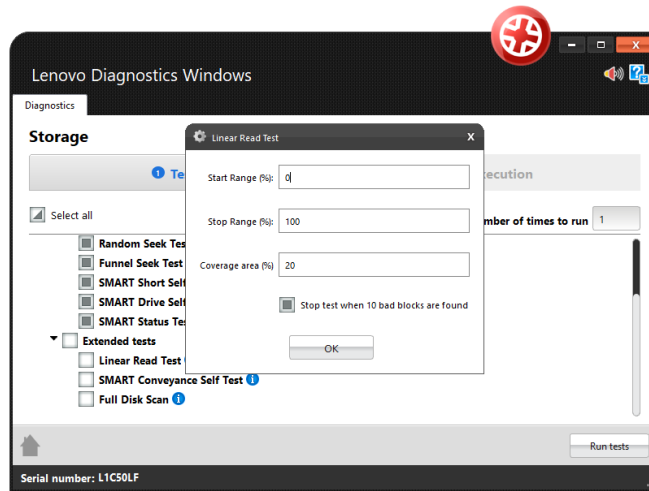 Lenovo Diagnostics Windows
Diagnostics
Storage
Linear Read Test
X
1 Te
ecution
Start Range (%): 0
Select all
Stop Range (%): 100
mber of times to run 1
Random Seek Tes
Funnel Seek Test
Coverage area (%) 20
SMART Short Self
SMART Drive Self
Stop test when 10 bad blocks are found
SMART Status Tes
Extended tests
OK
Linear Read Test
SMART Conveyance Self Test i
Full Disk Scan i
Run tests
Serial number: L1C50LF